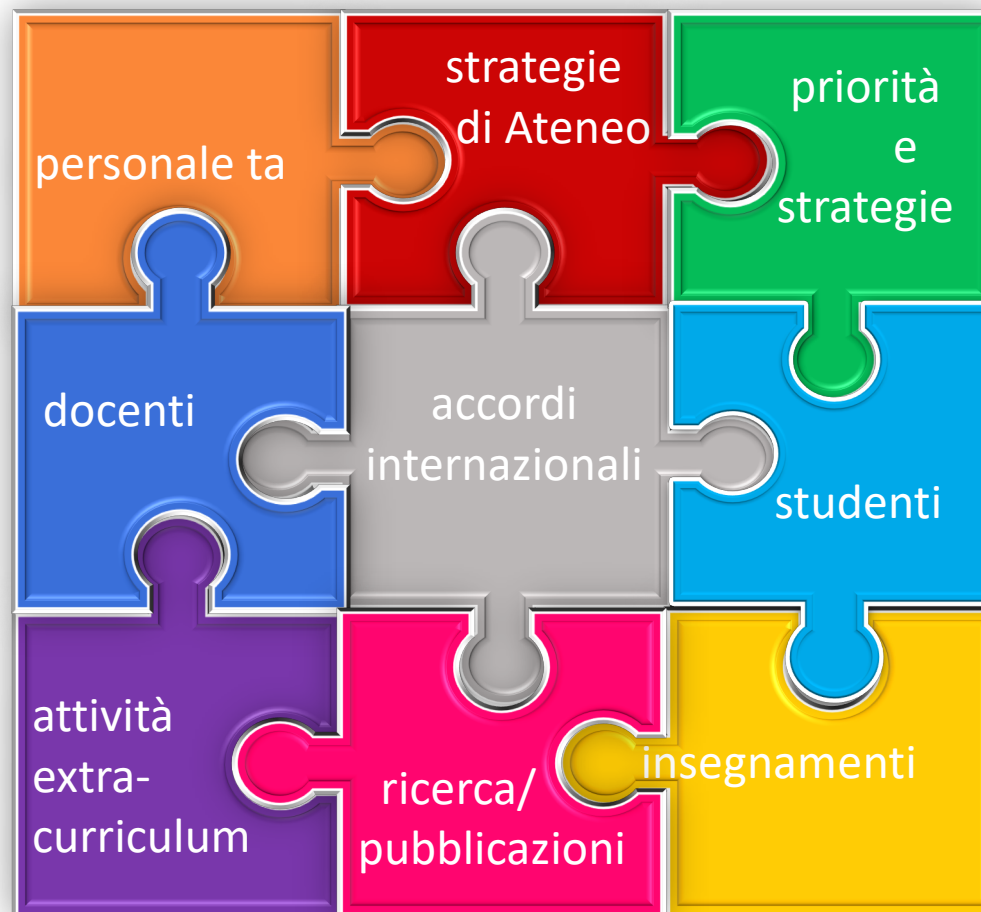 personale ta
strategie
di Ateneo
priorità
e
strategie
docenti
accordi
internazionali
studenti
attività
extra-
curriculum
ricerca/
pubblicazioni
insegnamenti